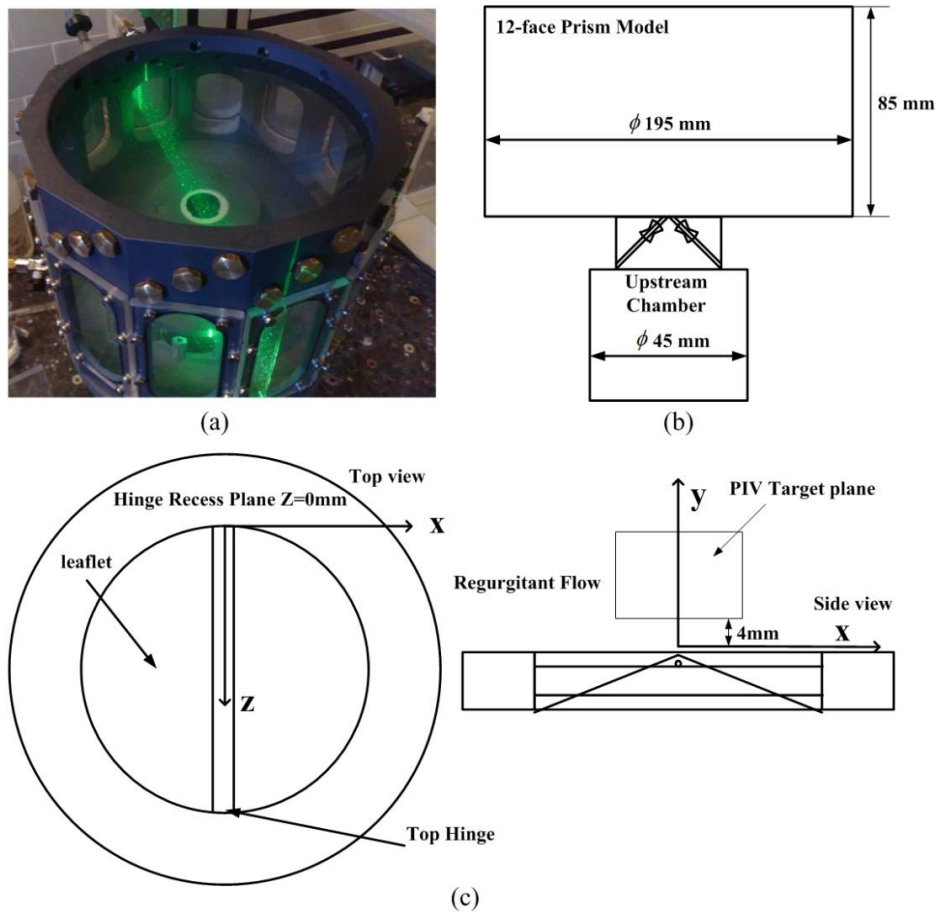 12-face Prism Model
85 mm
ϕ 195 mm
Upstream
Chamber
ϕ 45 mm
(a)
(b)
Top view
Hinge Recess Plane Z=0mm
X
leaflet
Z
Top Hinge
y
PIV Target plane
Regurgitant Flow
Side view
4mm
X
(c)